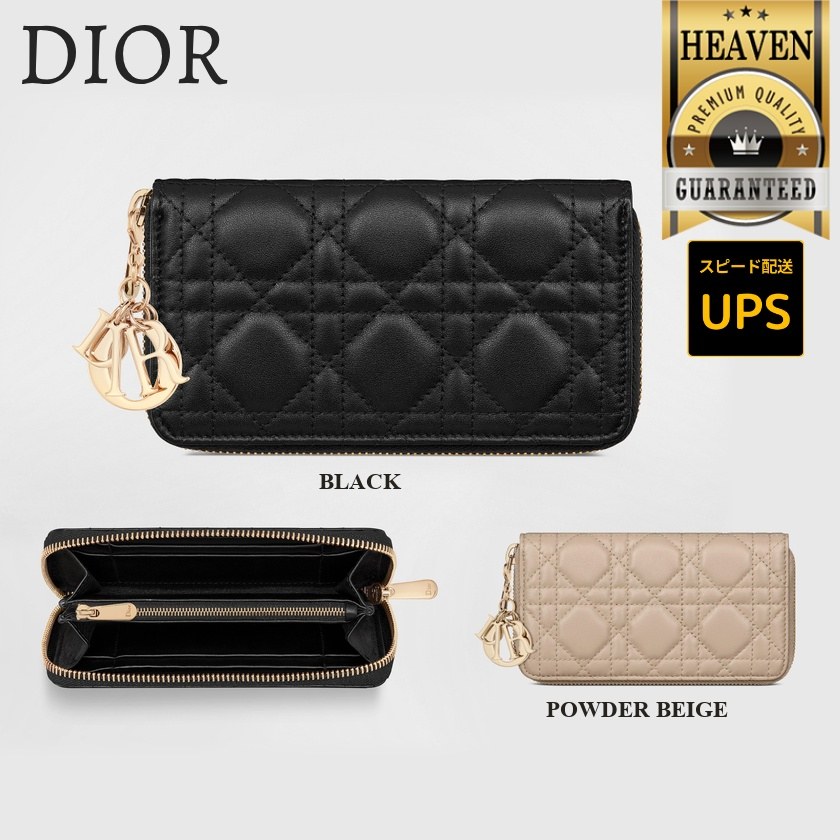 DIOR
HEAVEN
PREMIUM QUALITY
GUARANTEED
スピード配送
UPS
BLACK
POWDER BEIGE